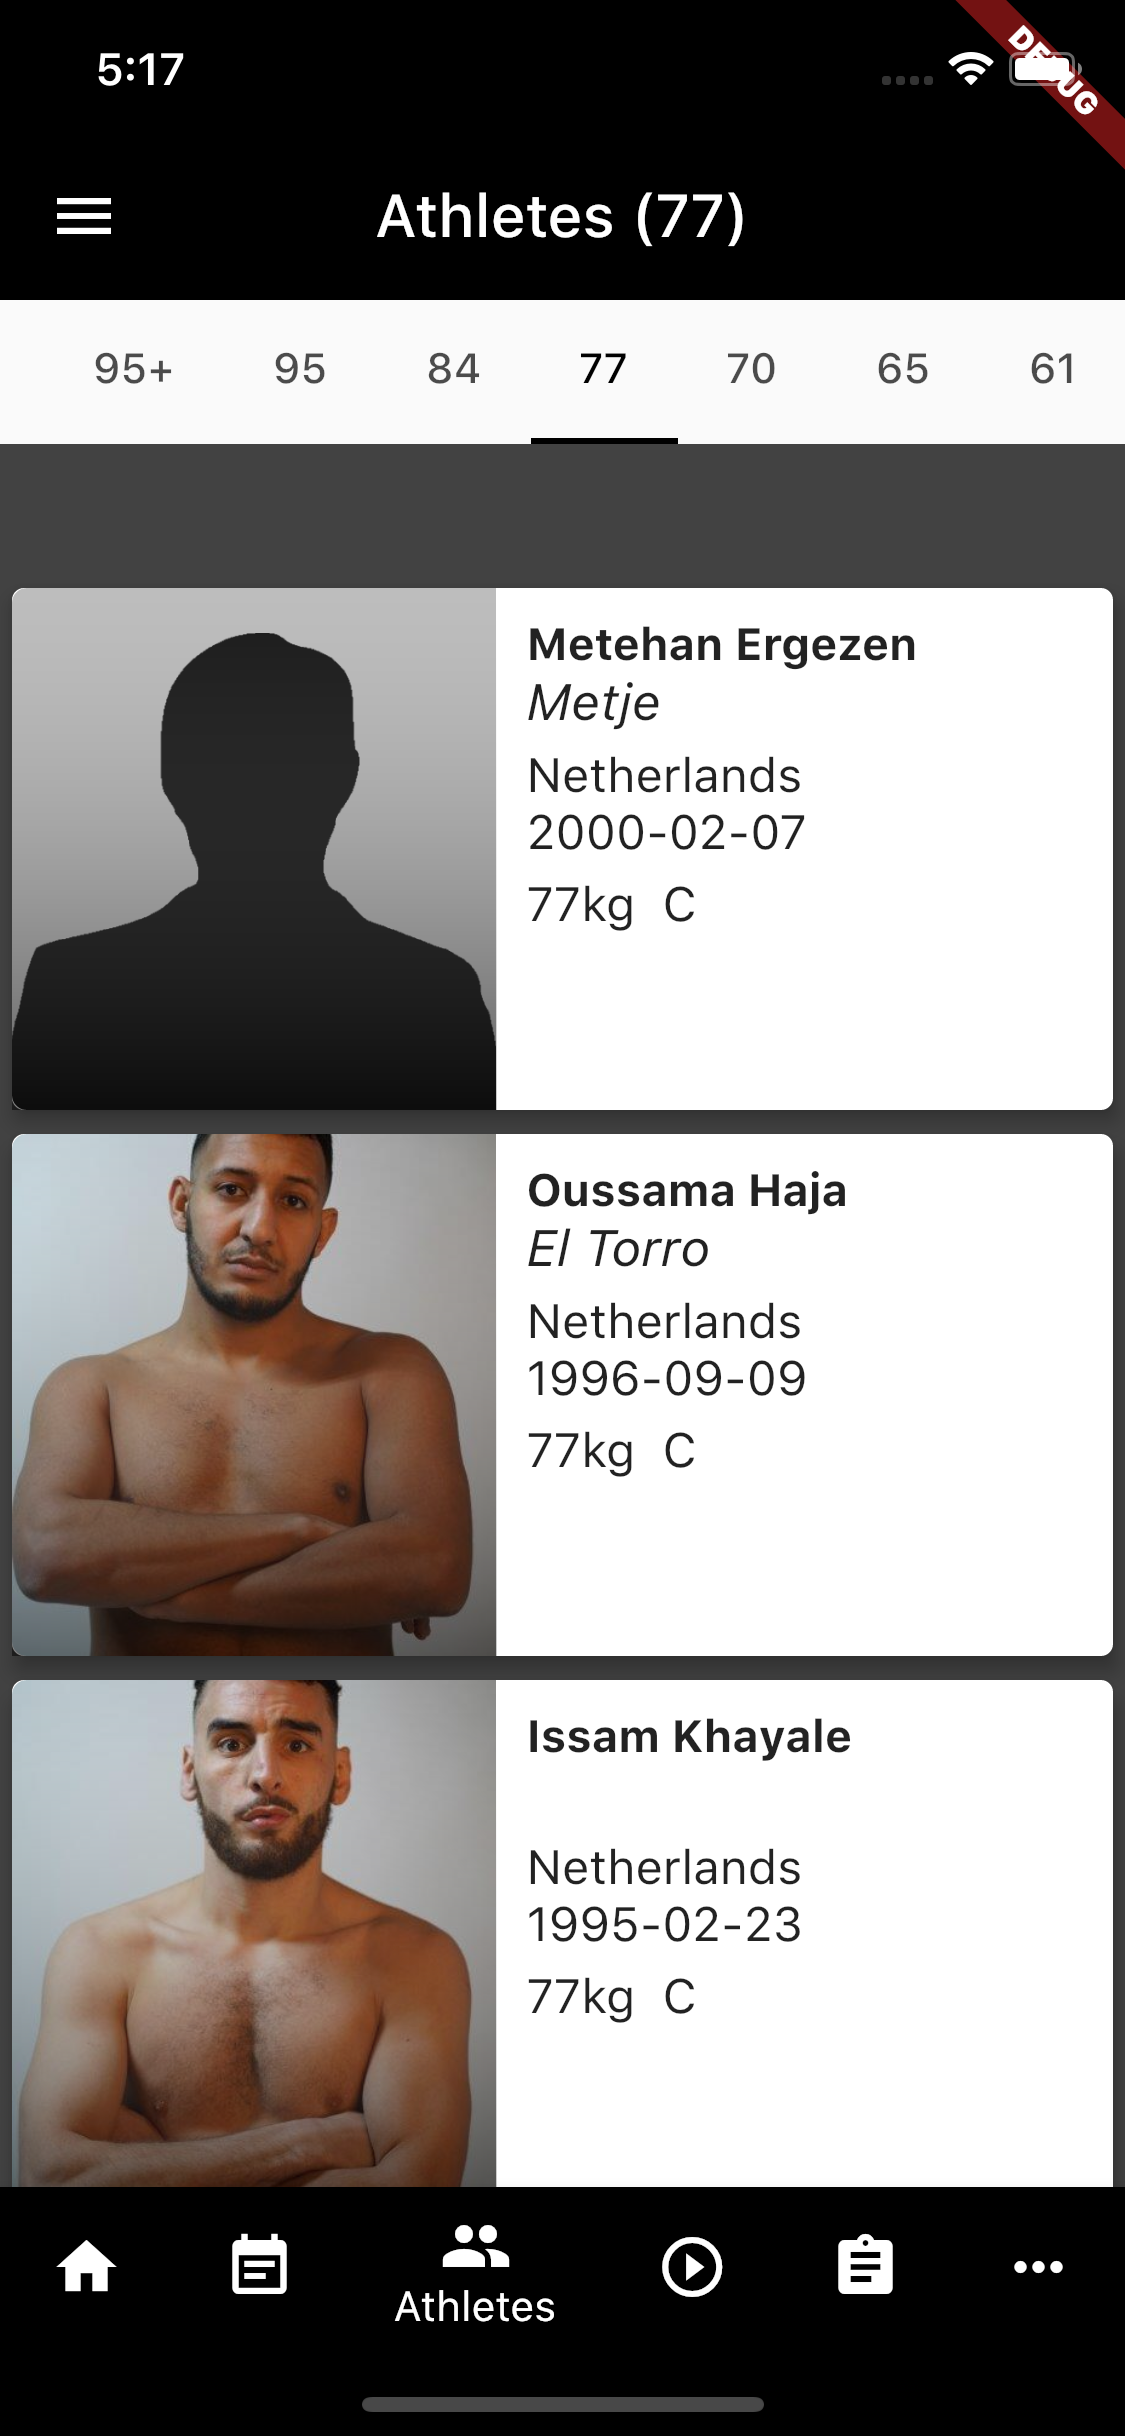 5:17
DEBUG
Athletes (77)
95+ 95 84 77 70 65 61
Metehan Ergezen
Metje
Netherlands
2000-02-07
77kg C
Oussama Haja
El Torro
Netherlands
1996-09-09
77kg C
Issam Khayale
Netherlands
1995-02-23
77kg C
Athletes